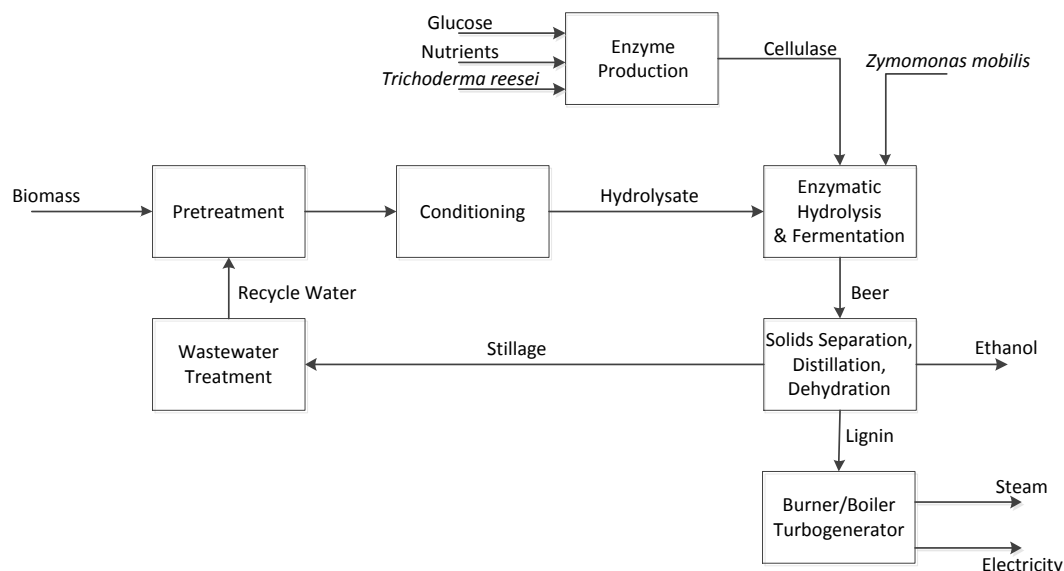 Glucose
Nutrients
Trichoderma reesei
Enzyme
Production
Cellulase
Zymomonas mobilis
Biomass
Pretreatment
Conditioning
Hydrolysate
Enzymatic
Hydrolysis
& Fermentation
Recycle Water
Beer
Wastewater
Treatment
Stillage
Solids Separation,
Distillation,
Dehydration
Ethanol
Lignin
Burner/Boiler
Turbogenerator
Steam
Electricity